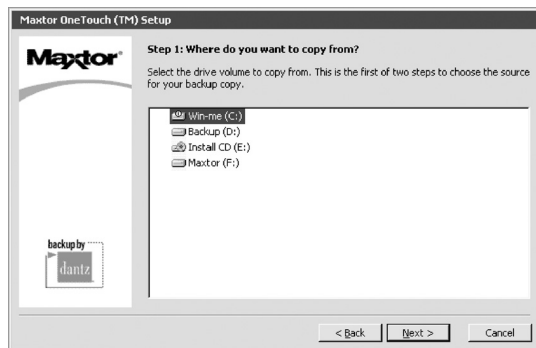 Maxtor OneTouch (TM) Setup
Maxtor
Step 1: Where do you want to copy from?
Select the drive volume to copy from. This is the first of two steps to choose the source
for your backup copy.
Win-me (C:)
Backup (D:)
Install CD (E:)
Maxtor (F:)
backup by
dantz
< Back
Next >
Cancel